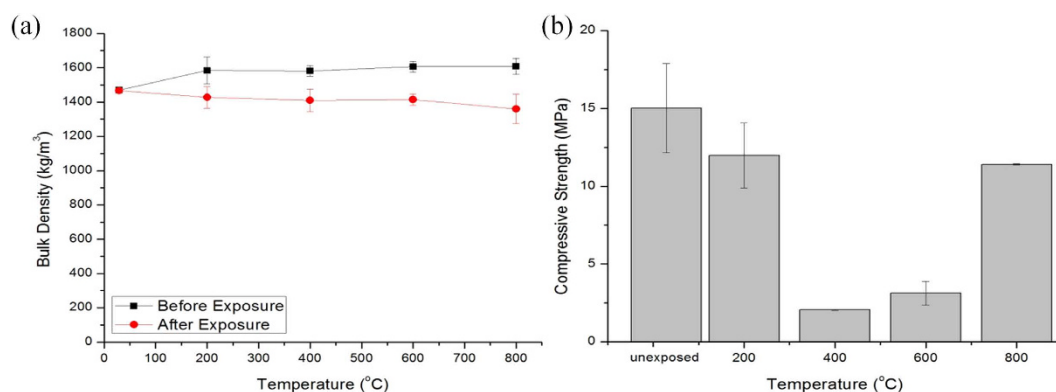 (a)
1800
1600
1400
1200
1000
800
600
400
200
0
Bulk Density (kg/m³)
Before Exposure
After Exposure
0 100 200 300 400 500 600 700 800
Temperature (°C)
(b)
20
15
10
5
0
Compressive Strength (MPa)
unexposed 200 400 600 800
Temperature (°C)